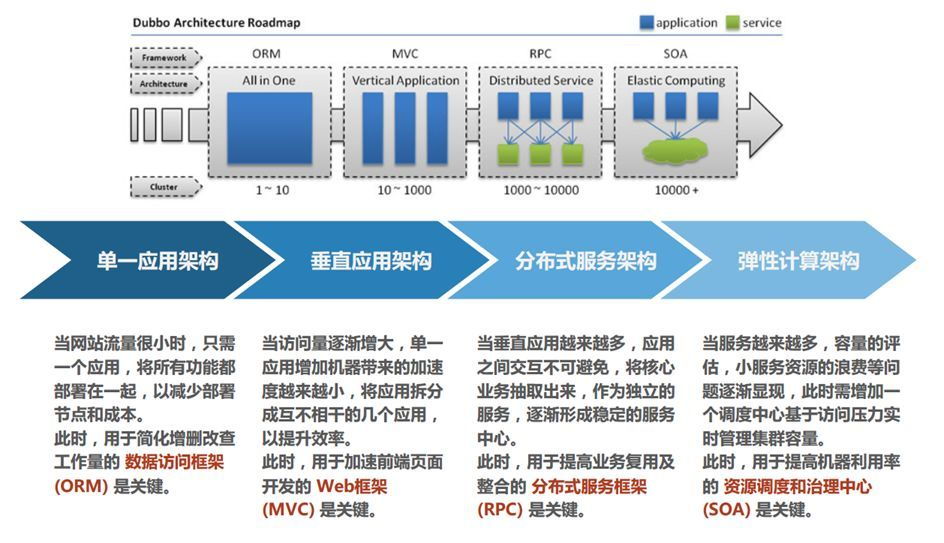 Dubbo Architecture Roadmap
application
service
Framework
ORM
MVC
RPC
SOA
Architecture
All in One
Vertical Application
Distributed Service
Elastic Computing
Cluster
1 ~ 10
10 ~ 1000
1000 ~ 10000
10000 +
单一应用架构
垂直应用架构
分布式服务架构
弹性计算架构
当网站流量很小时，只需
一个应用，将所有功能都
部署在一起，以减少部署
节点和成本。
此时，用于简化增删改查
工作量的 数据访问框架
(ORM) 是关键。
当访问量逐渐增大，单一
应用增加机器带来的加速
度越来越小，将应用拆分
成互不相干的几个应用，
以提升效率。
此时，用于加速前端页面
开发的 Web框架
(MVC) 是关键。
当垂直应用越来越多，应用
之间交互不可避免，将核心
业务抽取出来，作为独立的
服务，逐渐形成稳定的服务
中心。
此时，用于提高业务复用及
整合的 分布式服务框架
(RPC) 是关键。
当服务越来越多，容量的评
估，小服务资源的浪费等问
题逐渐显现，此时需增加一
个调度中心基于访问压力实
时管理集群容量。
此时，用于提高机器利用率
的 资源调度和治理中心
(SOA) 是关键。